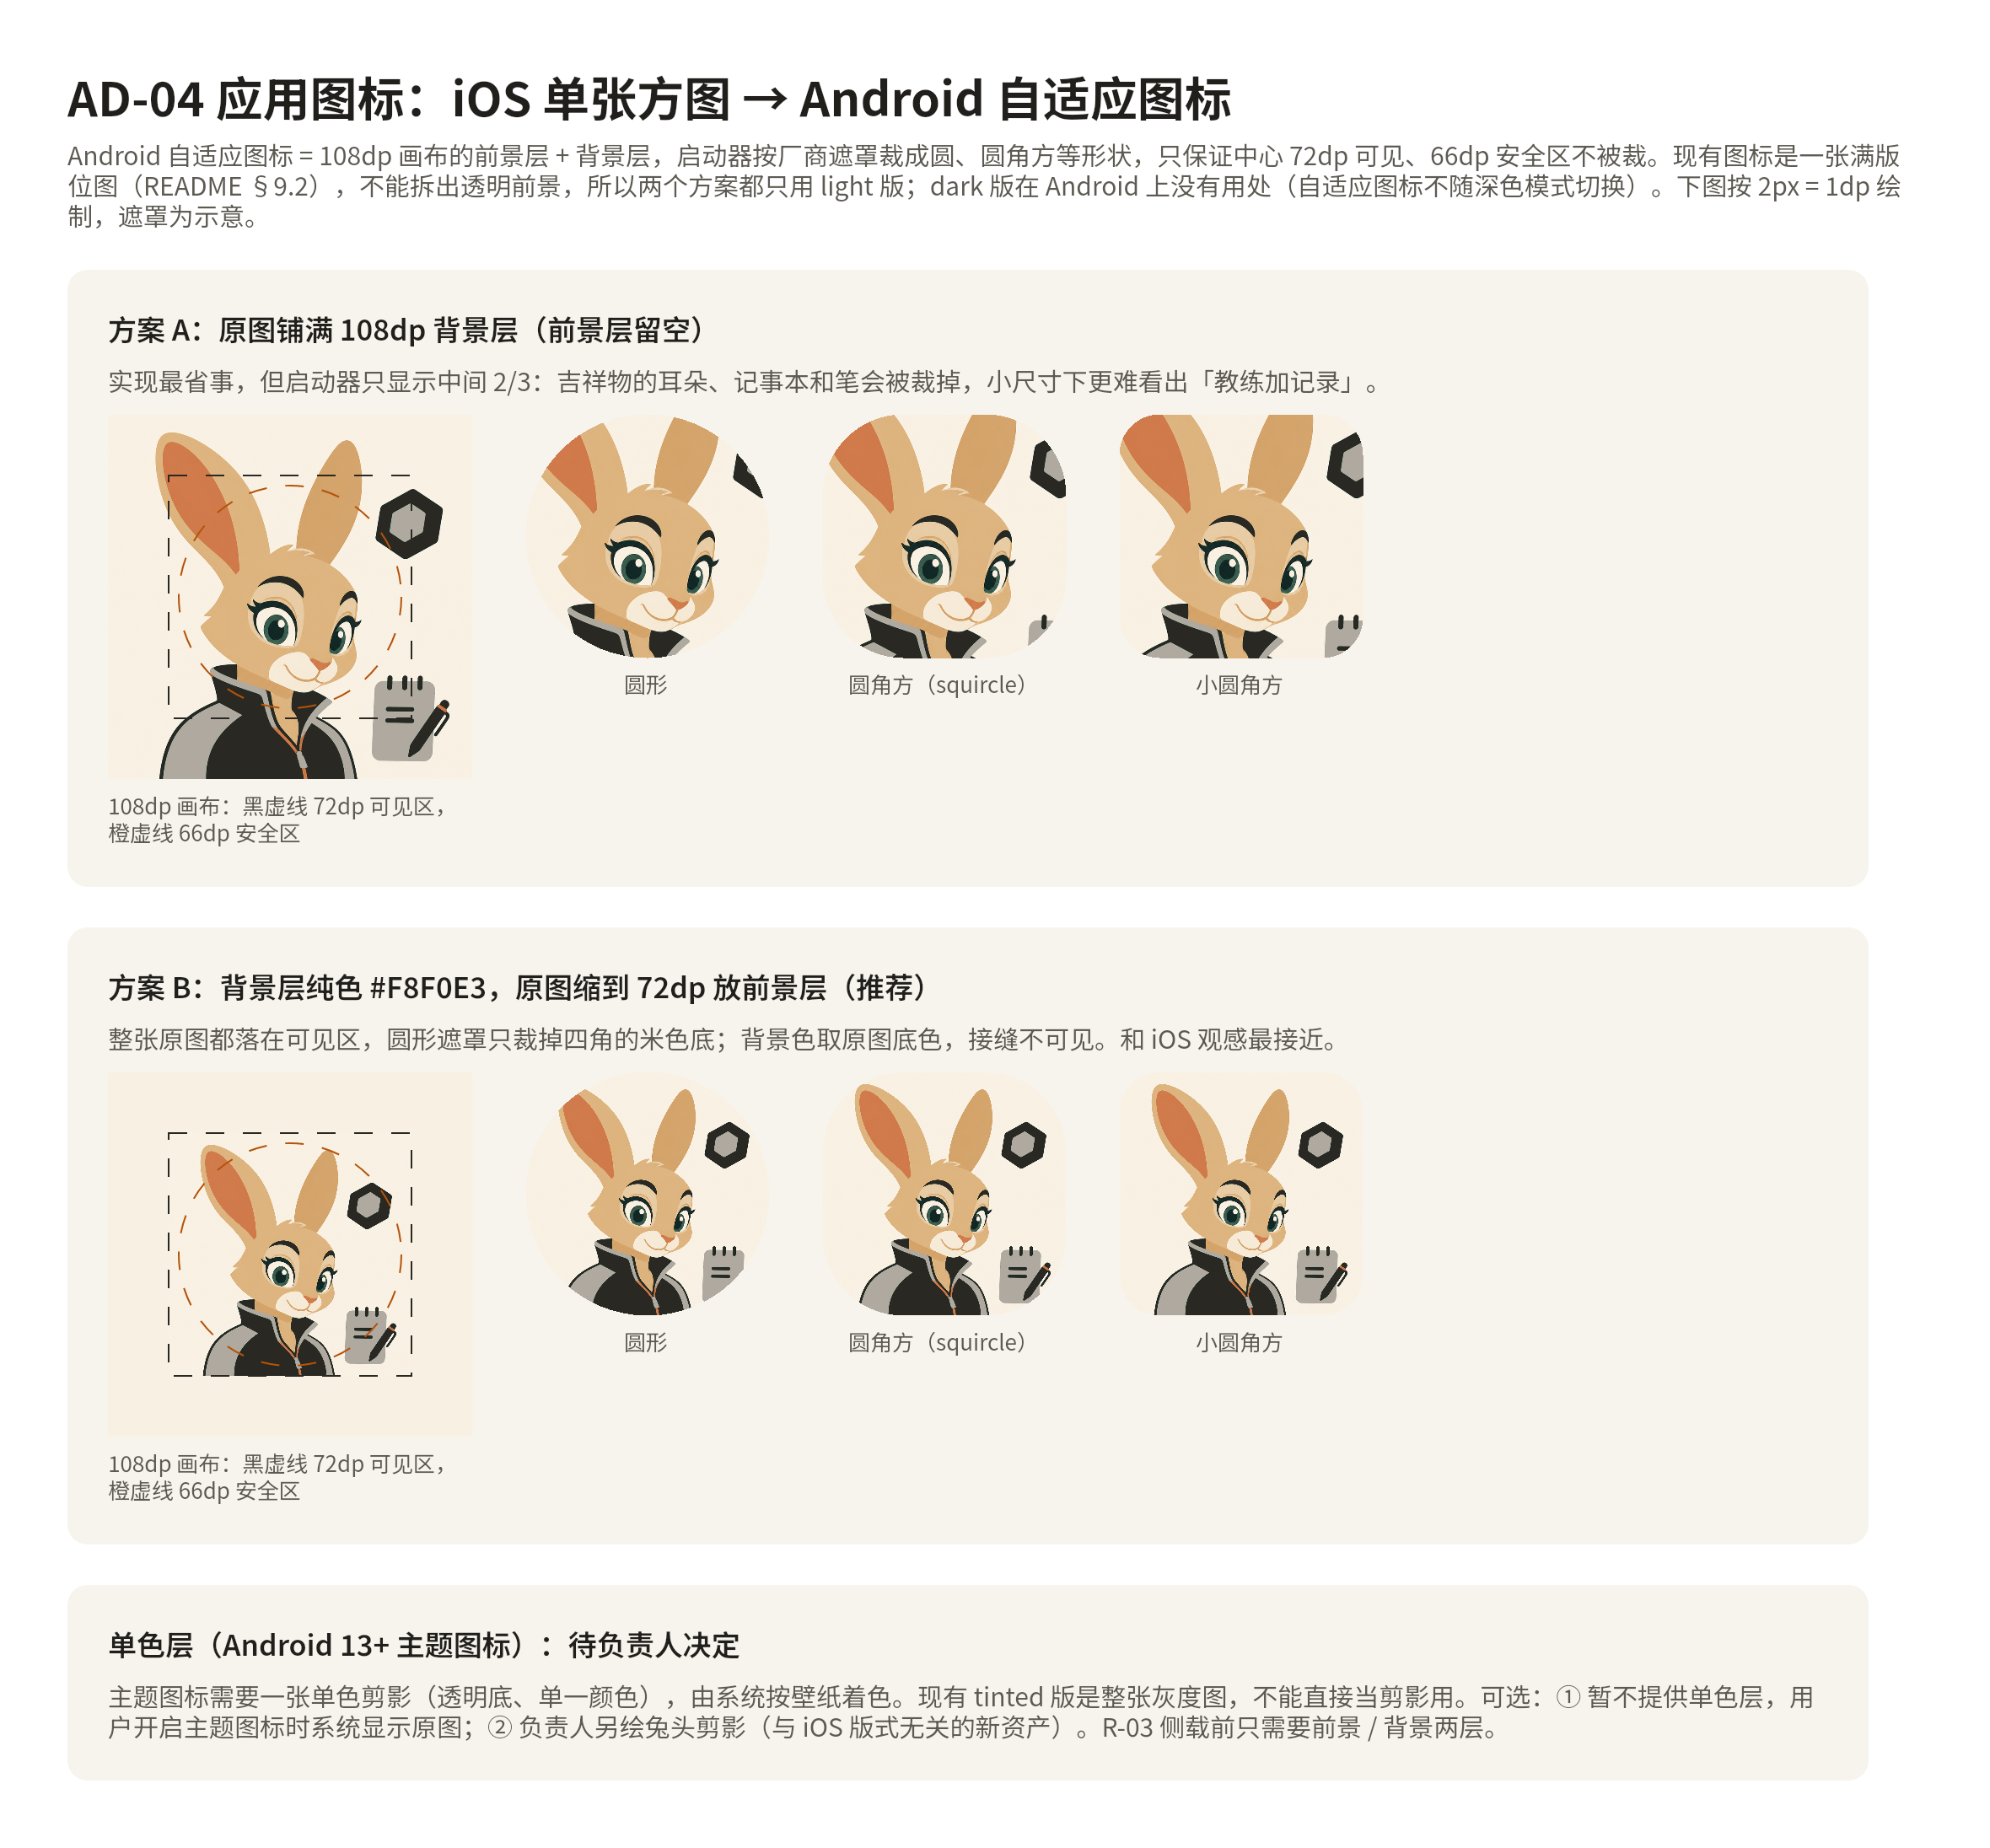 AD-04 应用图标：iOS 单张方图 → Android 自适应图标
Android 自适应图标 = 108dp 画布的前景层 + 背景层，启动器按厂商遮罩裁成圆、圆角方等形状，只保证中心 72dp 可见、66dp 安全区不被裁。现有图标是一张满版
位图（README §9.2），不能拆出透明前景，所以两个方案都只用 light 版；dark 版在 Android 上没有用处（自适应图标不随深色模式切换）。下图按 2px = 1dp 绘
制，遮罩为示意。
方案 A：原图铺满 108dp 背景层（前景层留空）
实现最省事，但启动器只显示中间 2/3：吉祥物的耳朵、记事本和笔会被裁掉，小尺寸下更难看出「教练加记录」。
圆形
圆角方（squircle）
小圆角方
108dp 画布：黑虚线 72dp 可见区，
橙虚线 66dp 安全区
方案 B：背景层纯色 #F8F0E3，原图缩到 72dp 放前景层（推荐）
整张原图都落在可见区，圆形遮罩只裁掉四角的米色底；背景色取原图底色，接缝不可见。和 iOS 观感最接近。
圆形
圆角方（squircle）
小圆角方
108dp 画布：黑虚线 72dp 可见区，
橙虚线 66dp 安全区
单色层（Android 13+ 主题图标）：待负责人决定
主题图标需要一张单色剪影（透明底、单一颜色），由系统按壁纸着色。现有 tinted 版是整张灰度图，不能直接当剪影用。可选：① 暂不提供单色层，用
户开启主题图标时系统显示原图；② 负责人另绘兔头剪影（与 iOS 版式无关的新资产）。R-03 侧载前只需要前景 / 背景两层。